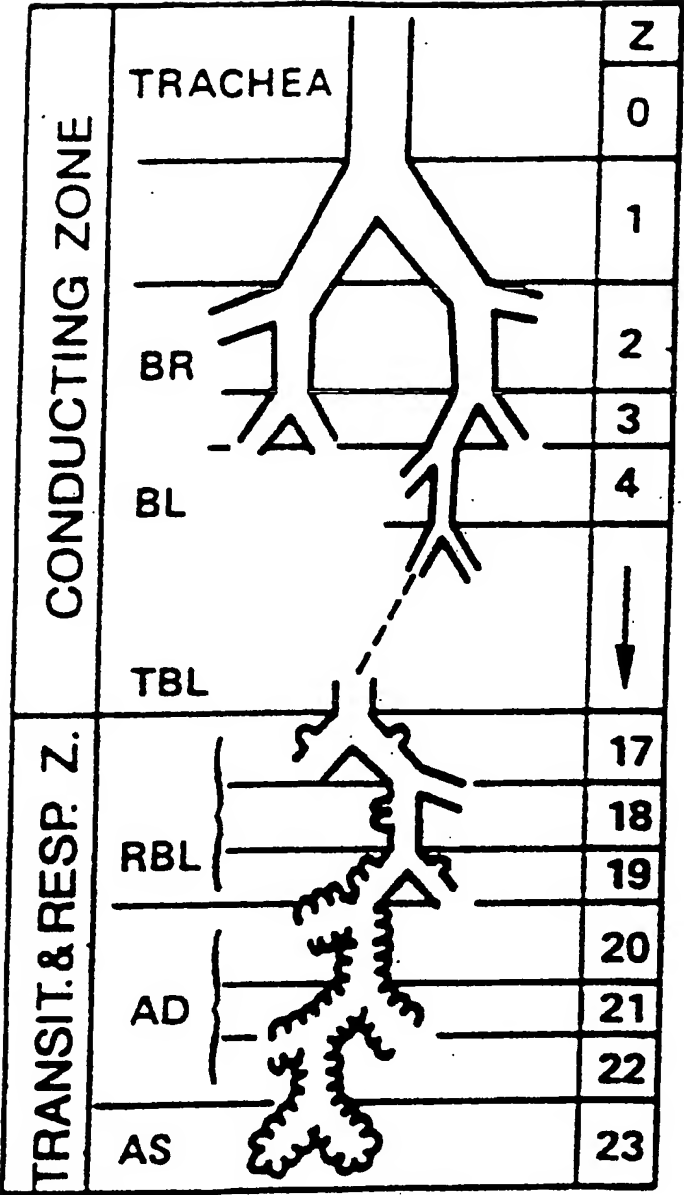 CONDUCTING ZONE
TRANSIT.& RESP. Z.
Z
TRACHEA
0
1
BR
2
3
BL
4
TBL
17
18
RBL
19
20
AD
21
22
AS
23